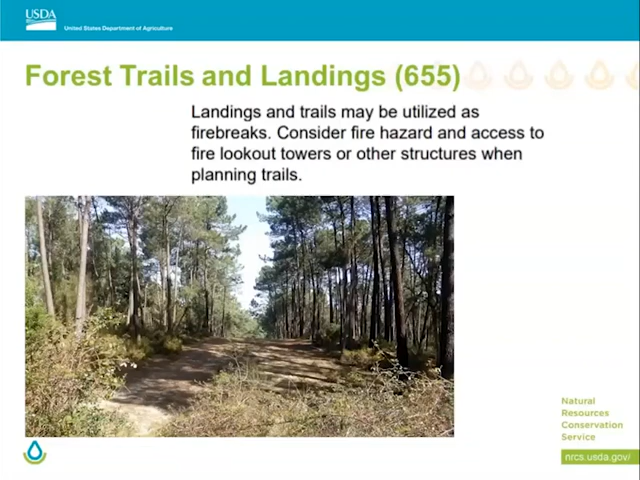 USDA
United States Department of Agriculture
Forest Trails and Landings (655)
Landings and trails may be utilized as
firebreaks. Consider fire hazard and access to
fire lookout towers or other structures when
planning trails.
Natural
Resources
Conservation
Service
nrcs.usda.gov/